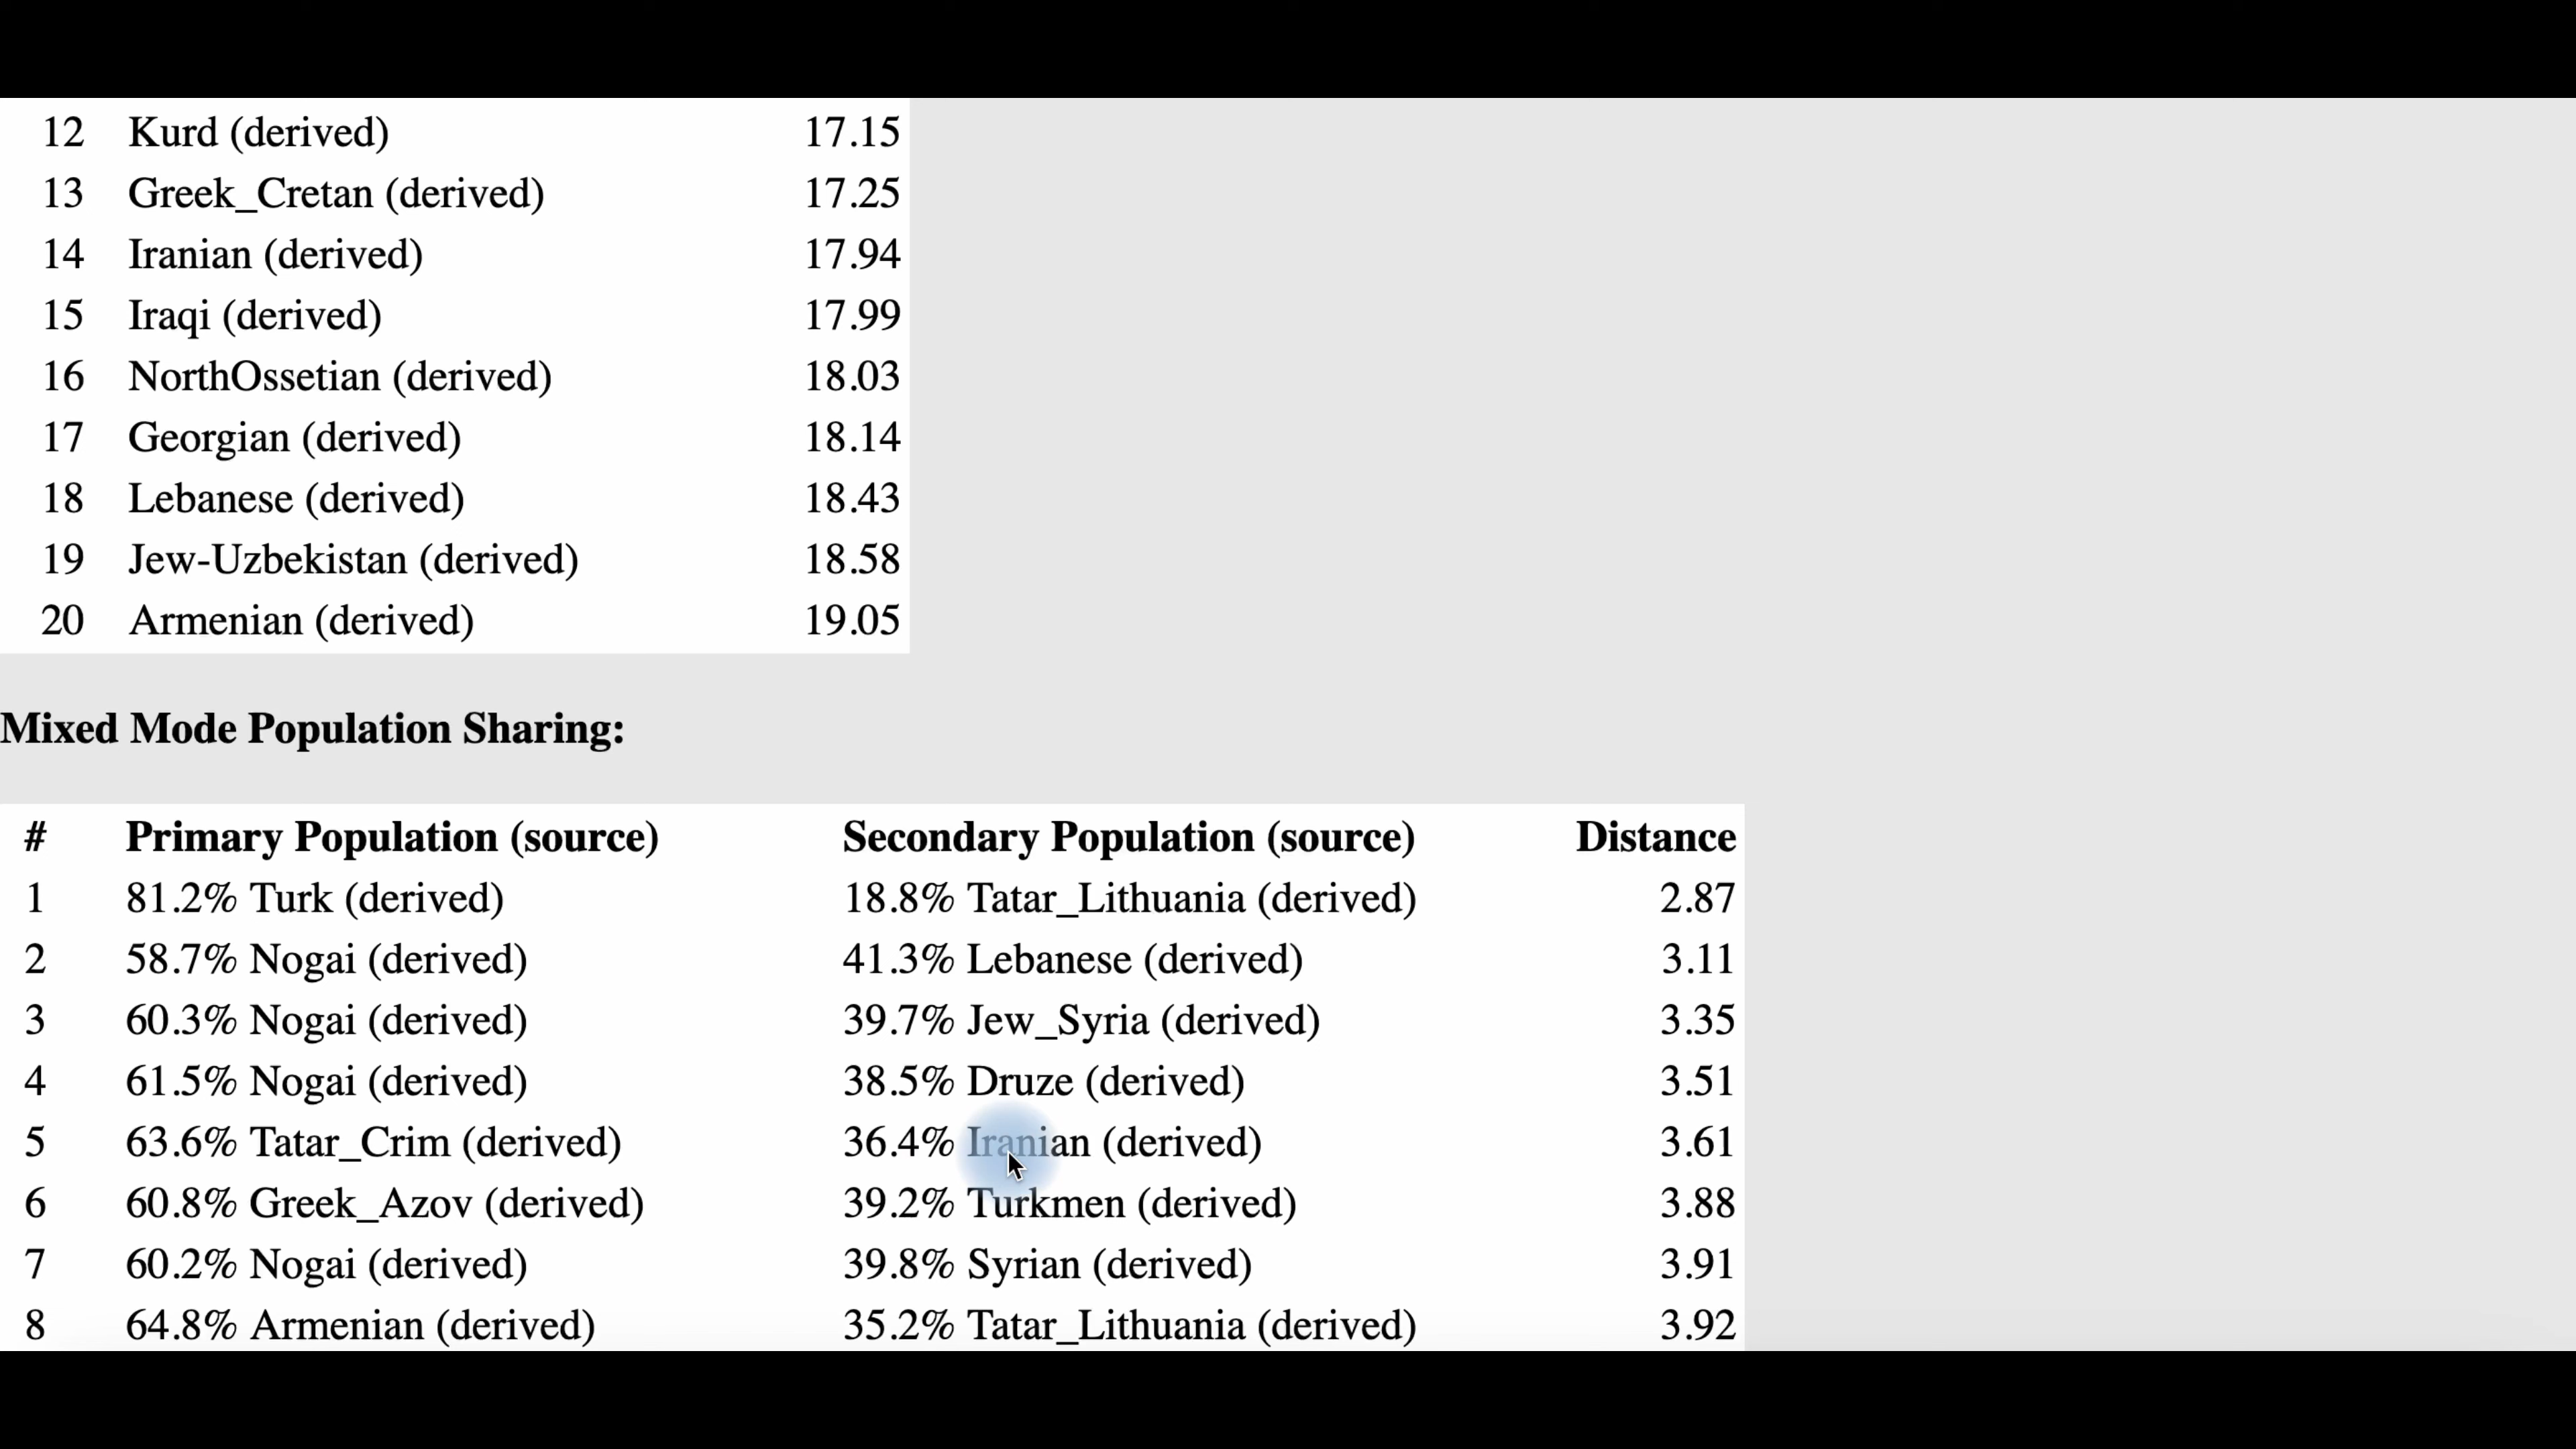 12 Kurd (derived) 17.15
13 Greek_Cretan (derived) 17.25
14 Iranian (derived) 17.94
15 Iraqi (derived) 17.99
16 NorthOssetian (derived) 18.03
17 Georgian (derived) 18.14
18 Lebanese (derived) 18.43
19 Jew-Uzbekistan (derived) 18.58
20 Armenian (derived) 19.05
Mixed Mode Population Sharing:
# Primary Population (source) Secondary Population (source) Distance
1 81.2% Turk (derived) 18.8% Tatar_Lithuania (derived) 2.87
2 58.7% Nogai (derived) 41.3% Lebanese (derived) 3.11
3 60.3% Nogai (derived) 39.7% Jew_Syria (derived) 3.35
4 61.5% Nogai (derived) 38.5% Druze (derived) 3.51
5 63.6% Tatar_Crim (derived) 36.4% Iranian (derived) 3.61
6 60.8% Greek_Azov (derived) 39.2% Turkmen (derived) 3.88
7 60.2% Nogai (derived) 39.8% Syrian (derived) 3.91
8 64.8% Armenian (derived) 35.2% Tatar_Lithuania (derived) 3.92